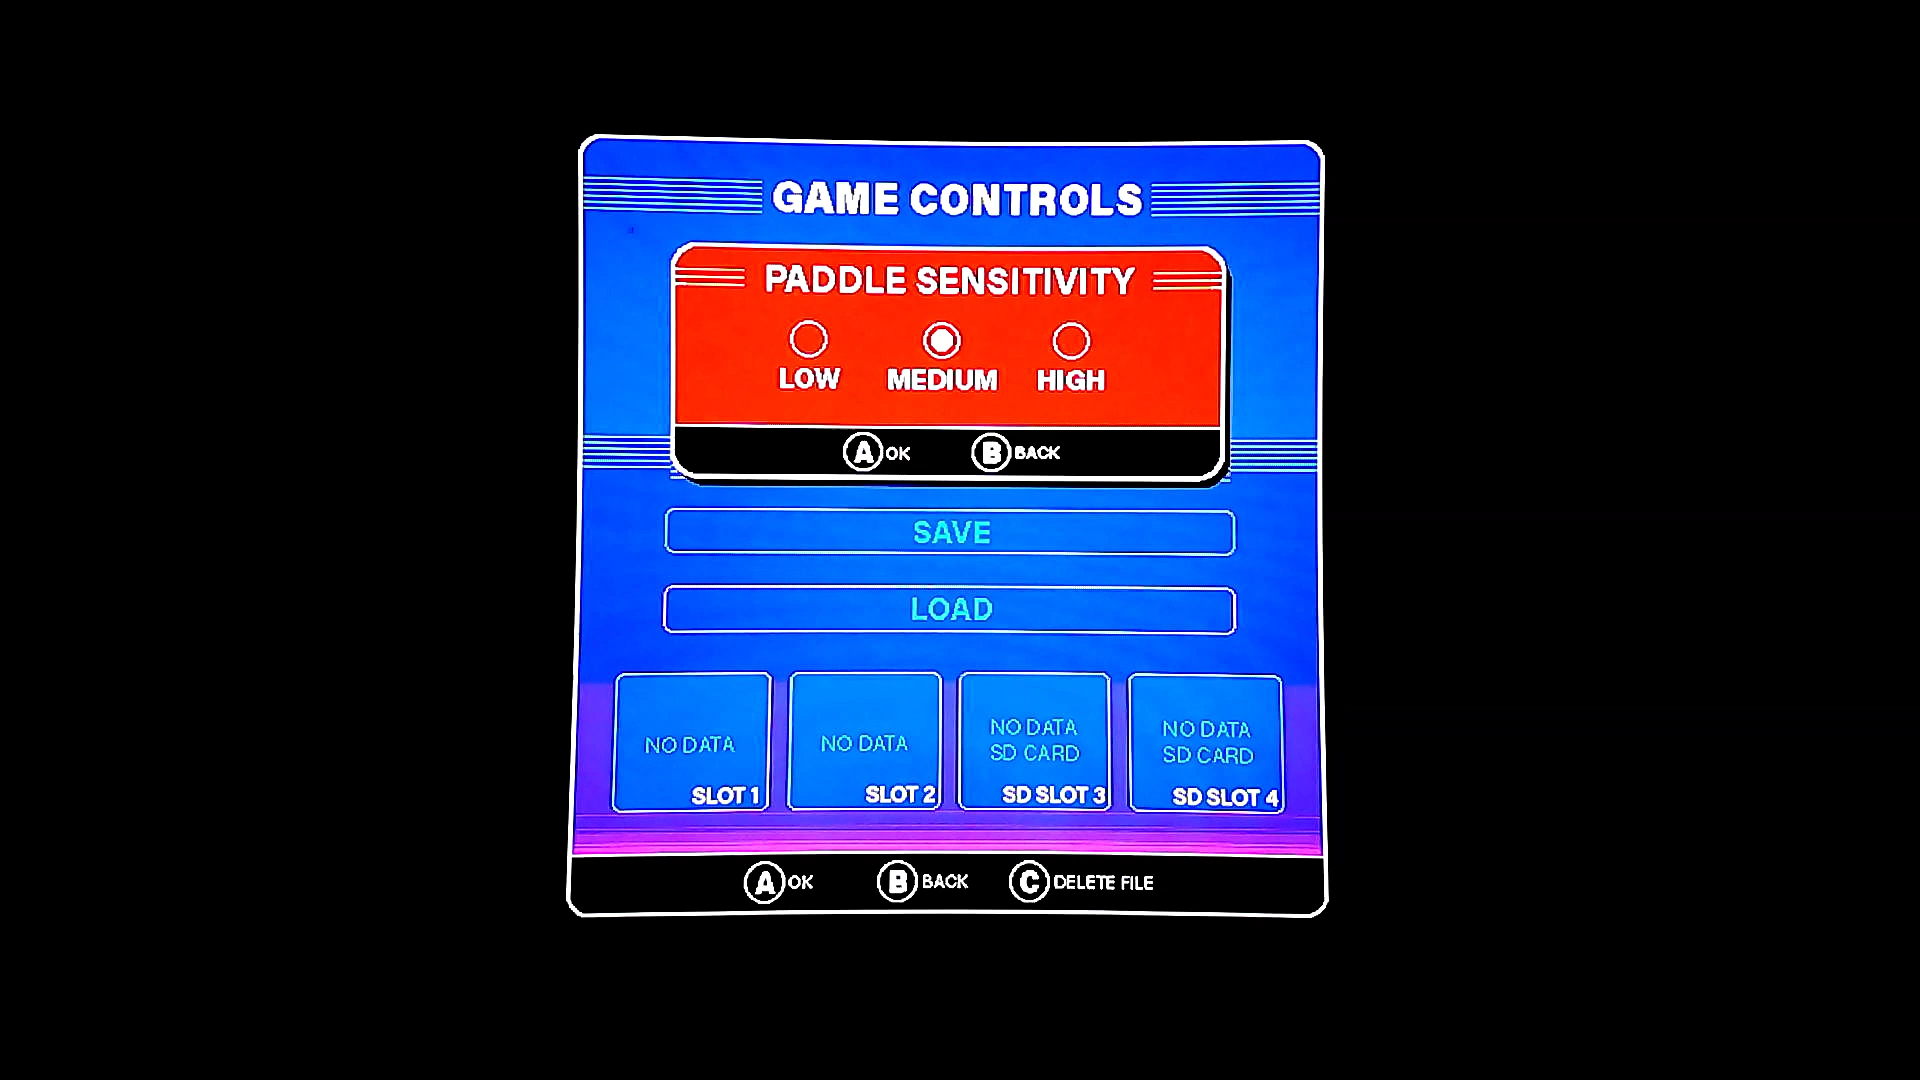 GAME CONTROLS
PADDLE SENSITIVITY
LOW MEDIUM HIGH
A OK B BACK
SAVE
LOAD
NO DATA
SLOT 1
NO DATA
SLOT 2
NO DATA
SD CARD
SD SLOT 3
NO DATA
SD CARD
SD SLOT 4
A OK B BACK C DELETE FILE